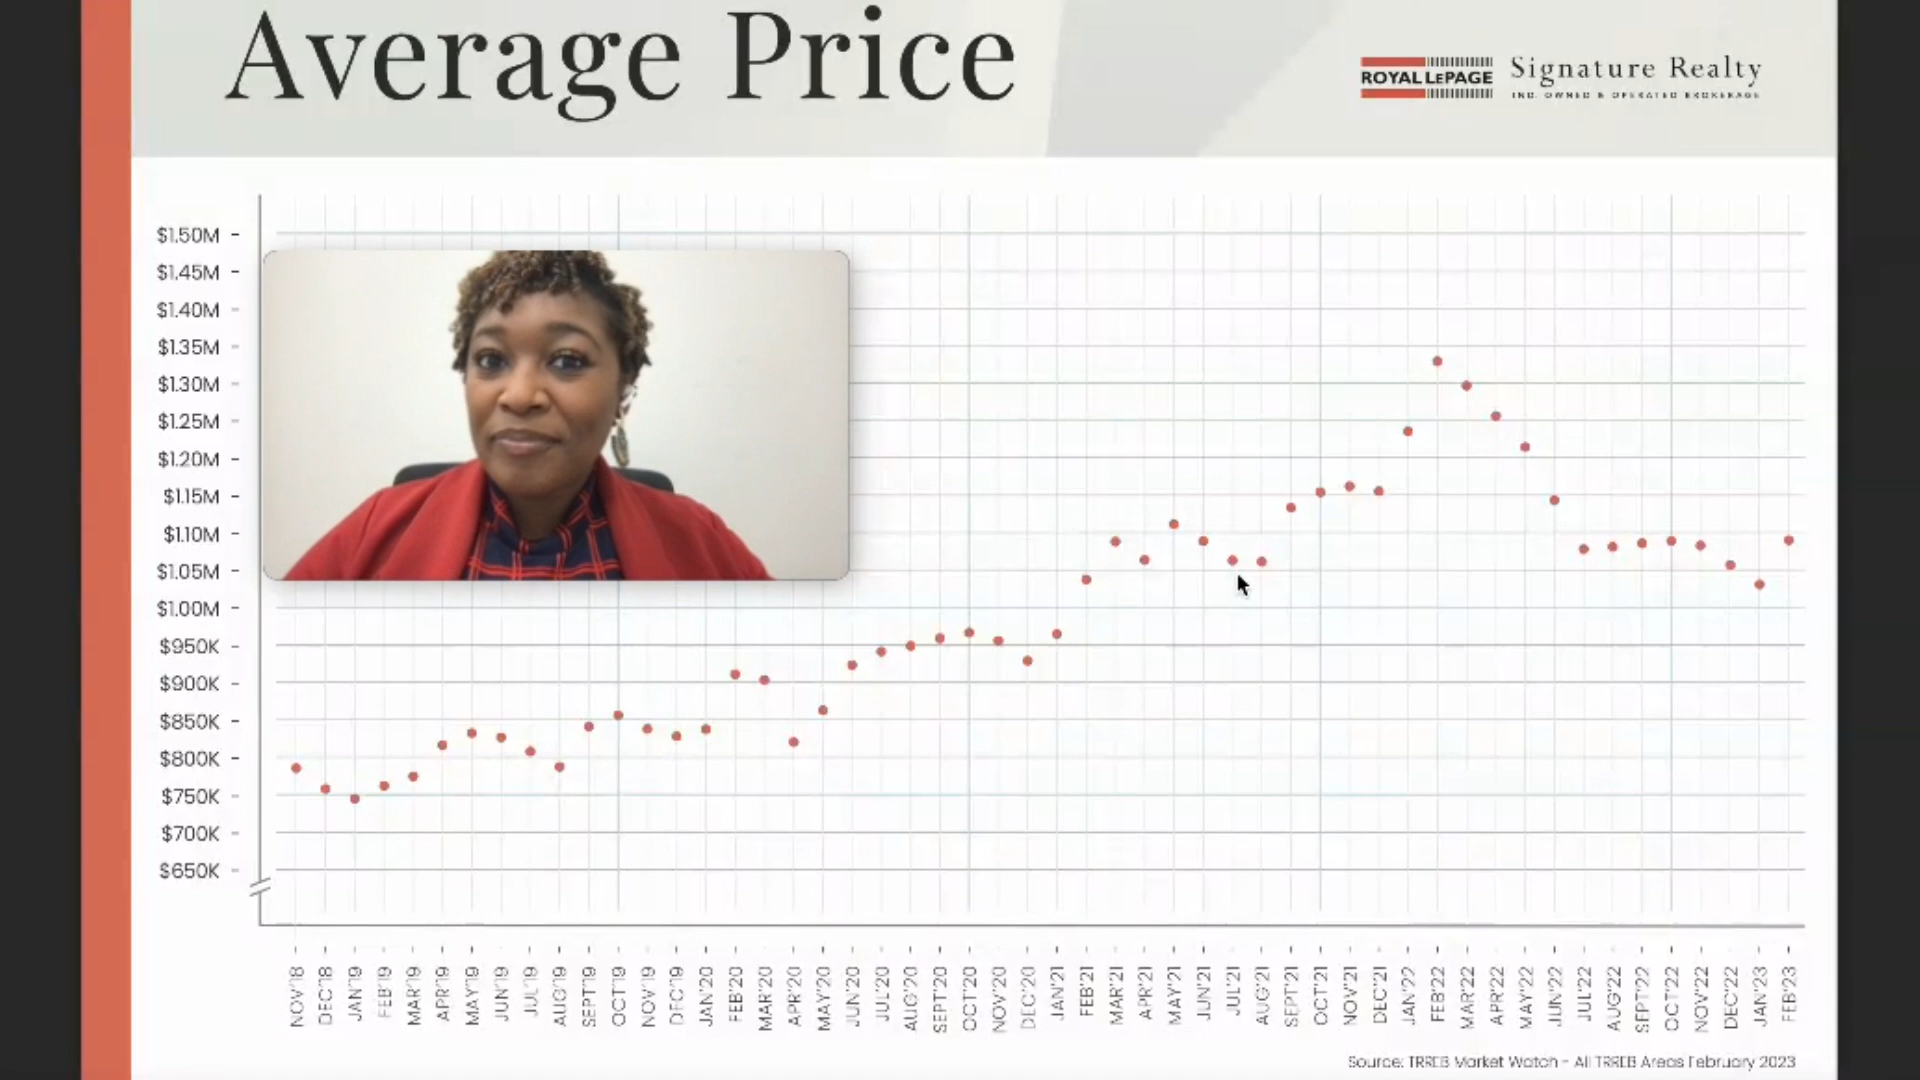 Average Price
ROYAL LEPAGE
Signature Realty
IND. OWNED & OPERATED BROKERAGE
$1.50M
$1.45M
$1.40M
$1.35M
$1.30M
$1.25M
$1.20M
$1.15M
$1.10M
$1.05M
$1.00M
$950K
$900K
$850K
$800K
$750K
$700K
$650K
NOV'18
DEC'18
JAN'19
FEB'19
MAR'19
APR'19
MAY'19
JUN'19
JUL'19
AUG'19
SEPT'19
OCT'19
NOV'19
DEC'19
JAN'20
FEB'20
MAR'20
APR'20
MAY'20
JUN'20
JUL'20
AUG'20
SEPT'20
OCT'20
NOV'20
DEC'20
JAN'21
FEB'21
MAR'21
APR'21
MAY'21
JUN'21
JUL'21
AUG'21
SEPT'21
OCT'21
NOV'21
DEC'21
JAN'22
FEB'22
MAR'22
APR'22
MAY'22
JUN'22
JUL'22
AUG'22
SEPT'22
OCT'22
NOV'22
DEC'22
JAN'23
FEB'23
Source: TRREB Market Watch - All TRREB Areas February 2023